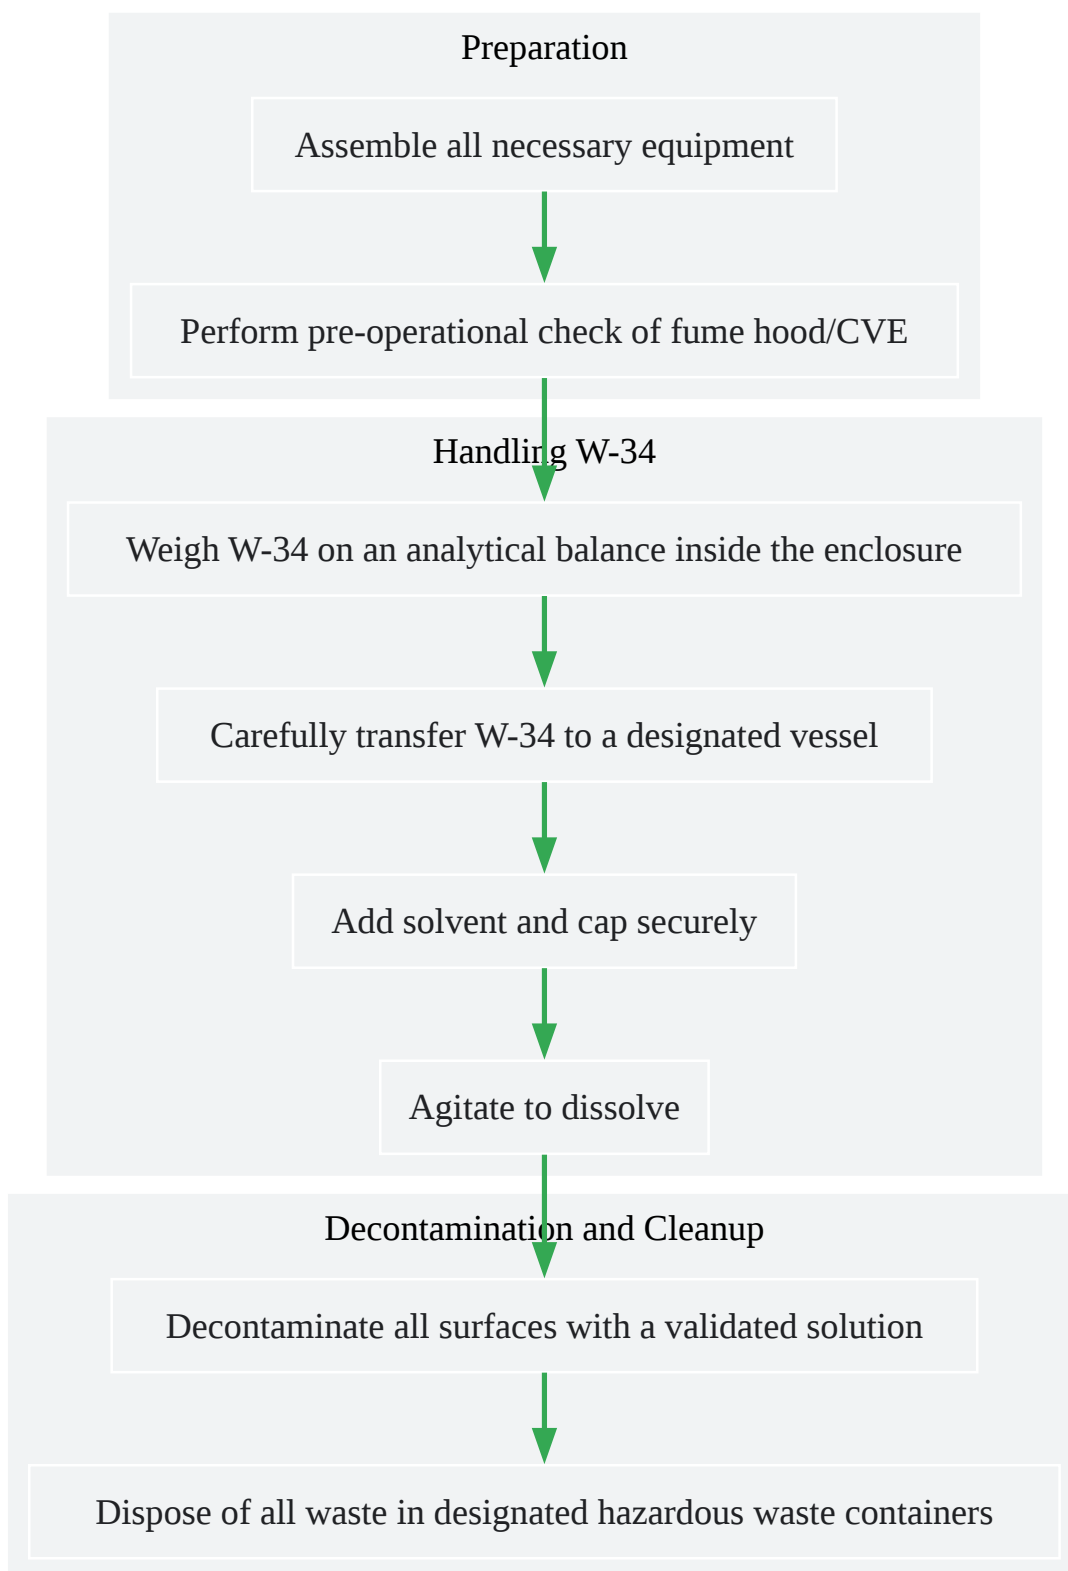 Preparation
Assemble all necessary equipment
Perform pre-operational check of fume hood/CVE
Handling W-34
Weigh W-34 on an analytical balance inside the enclosure
Carefully transfer W-34 to a designated vessel
Add solvent and cap securely
Agitate to dissolve
Decontamination and Cleanup
Decontaminate all surfaces with a validated solution
Dispose of all waste in designated hazardous waste containers